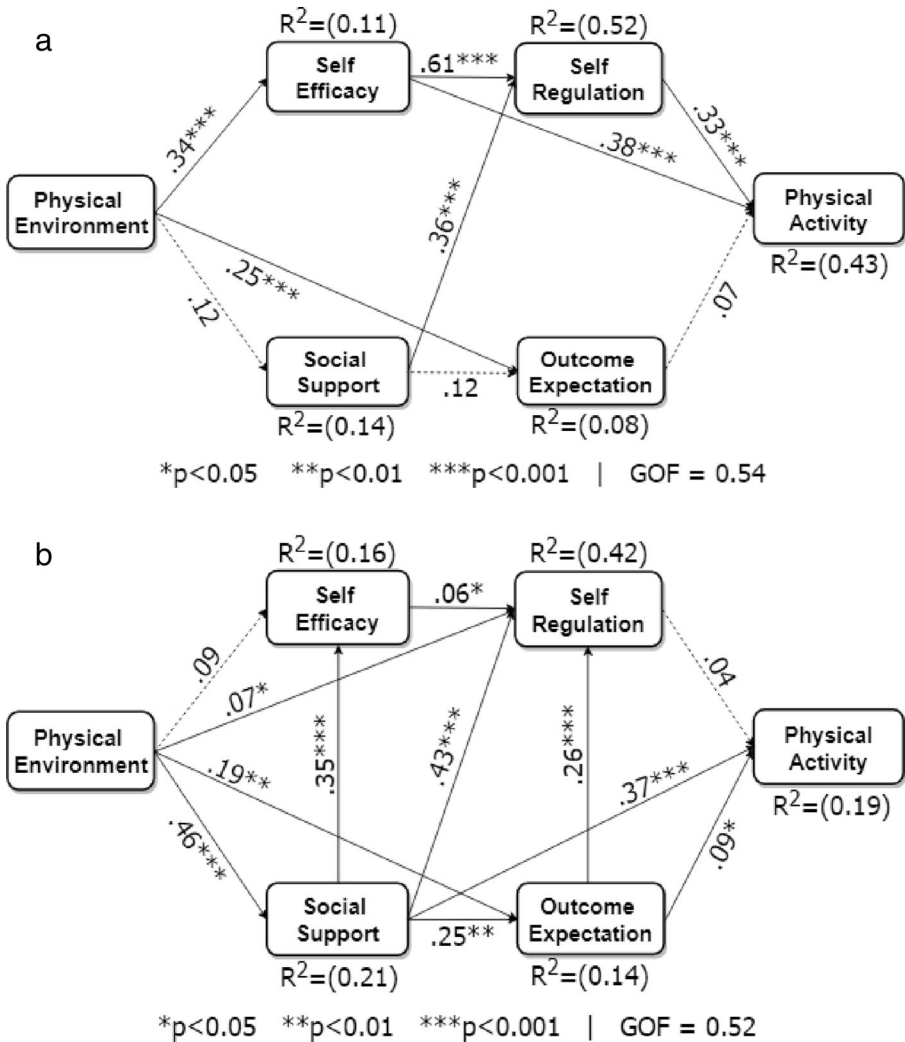 a
R²=(0.11)
R²=(0.52)
Self
Efficacy
.61***
Self
Regulation
.34***
.38***
.33***
Physical
Environment
.36***
Physical
Activity
R²=(0.43)
.25***
.12
.07
Social
Support
.12
Outcome
Expectation
R²=(0.14)
R²=(0.08)
*p<0.05 **p<0.01 ***p<0.001 | GOF = 0.54
b
R²=(0.16)
R²=(0.42)
Self
Efficacy
.06*
Self
Regulation
.09
.07*
.04
Physical
Environment
.35***
.43***
.26***
Physical
Activity
R²=(0.19)
.19**
.37***
.46***
.09*
Social
Support
.25**
Outcome
Expectation
R²=(0.21)
R²=(0.14)
*p<0.05 **p<0.01 ***p<0.001 | GOF = 0.52